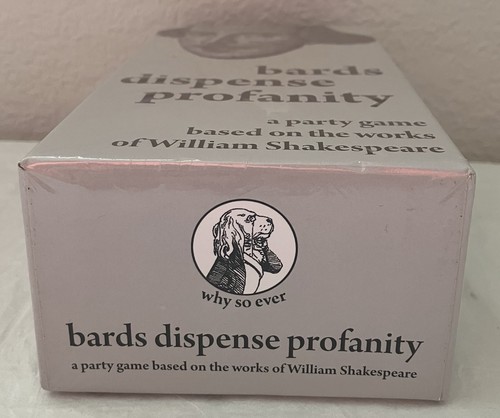 bards
dispense
profanity
a party game
based on the works
of William Shakespeare
why so ever
bards dispense profanity
a party game based on the works of William Shakespeare